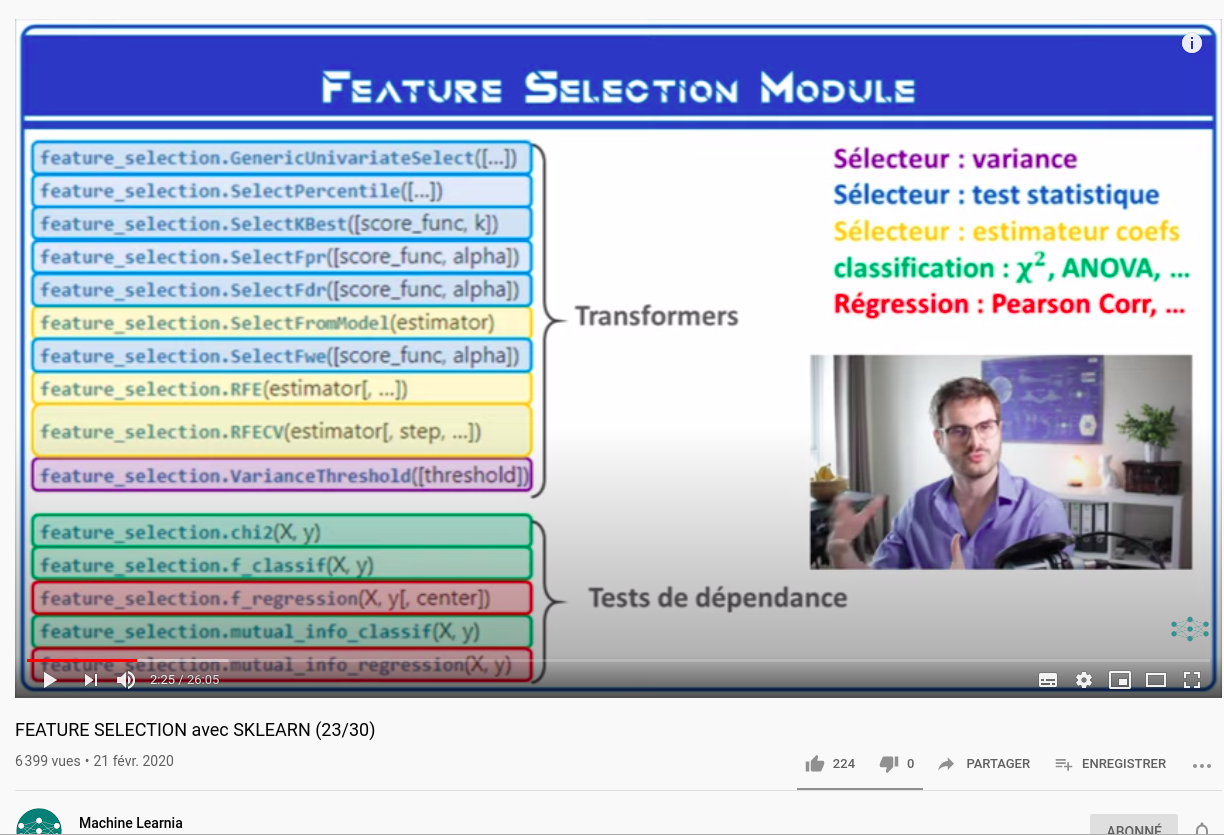 FEATURE SELECTION MODULE
feature_selection.GenericUnivariateSelect([...])
feature_selection.SelectPercentile([...])
feature_selection.SelectKBest([score_func, k])
feature_selection.SelectFpr([score_func, alpha])
feature_selection.SelectFdr([score_func, alpha])
feature_selection.SelectFromModel(estimator)
feature_selection.SelectFwe([score_func, alpha])
feature_selection.RFE(estimator[, ...])
feature_selection.RFECV(estimator[, step, ...])
feature_selection.VarianceThreshold([threshold])
Transformers
feature_selection.chi2(X, y)
feature_selection.f_classif(X, y)
feature_selection.f_regression(X, y[, center])
feature_selection.mutual_info_classif(X, y)
feature_selection.mutual_info_regression(X, y)
Tests de dépendance
Sélecteur : variance
Sélecteur : test statistique
Sélecteur : estimateur coefs
classification : χ², ANOVA, ...
Régression : Pearson Corr, ...
2:25 / 26:05
FEATURE SELECTION avec SKLEARN (23/30)
6 399 vues • 21 févr. 2020
224
0
PARTAGER
ENREGISTRER
Machine Learnia
ABONNÉ